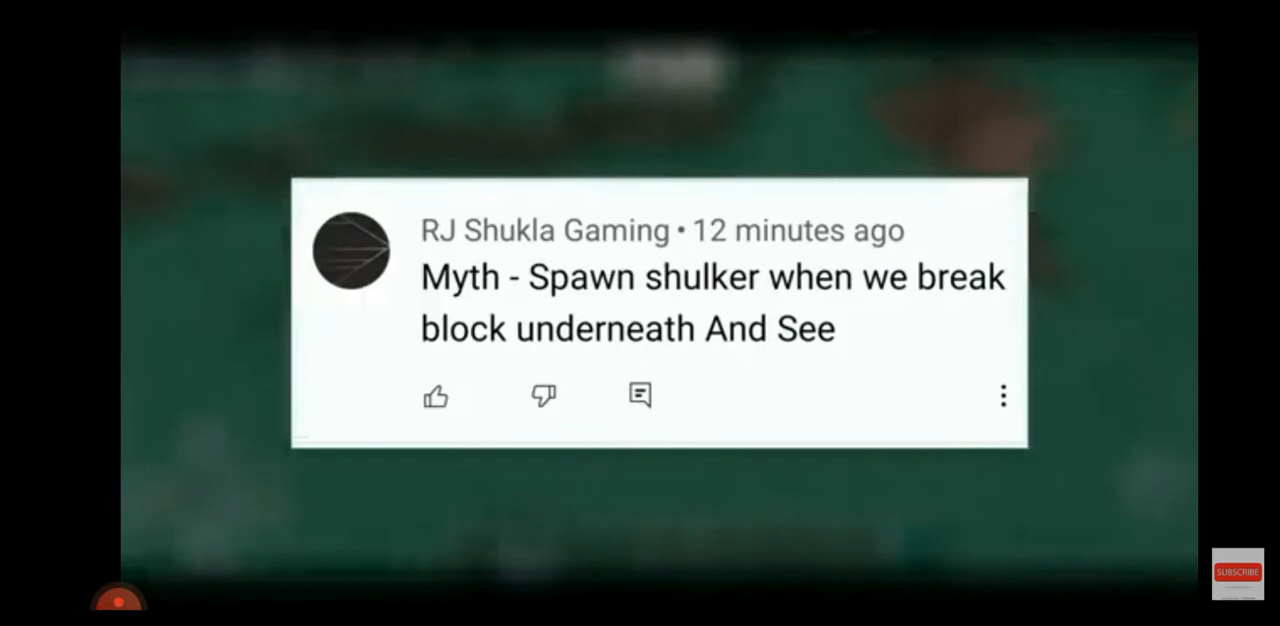 RJ Shukla Gaming • 12 minutes ago
Myth - Spawn shulker when we break
block underneath And See
SUBSCRIBE